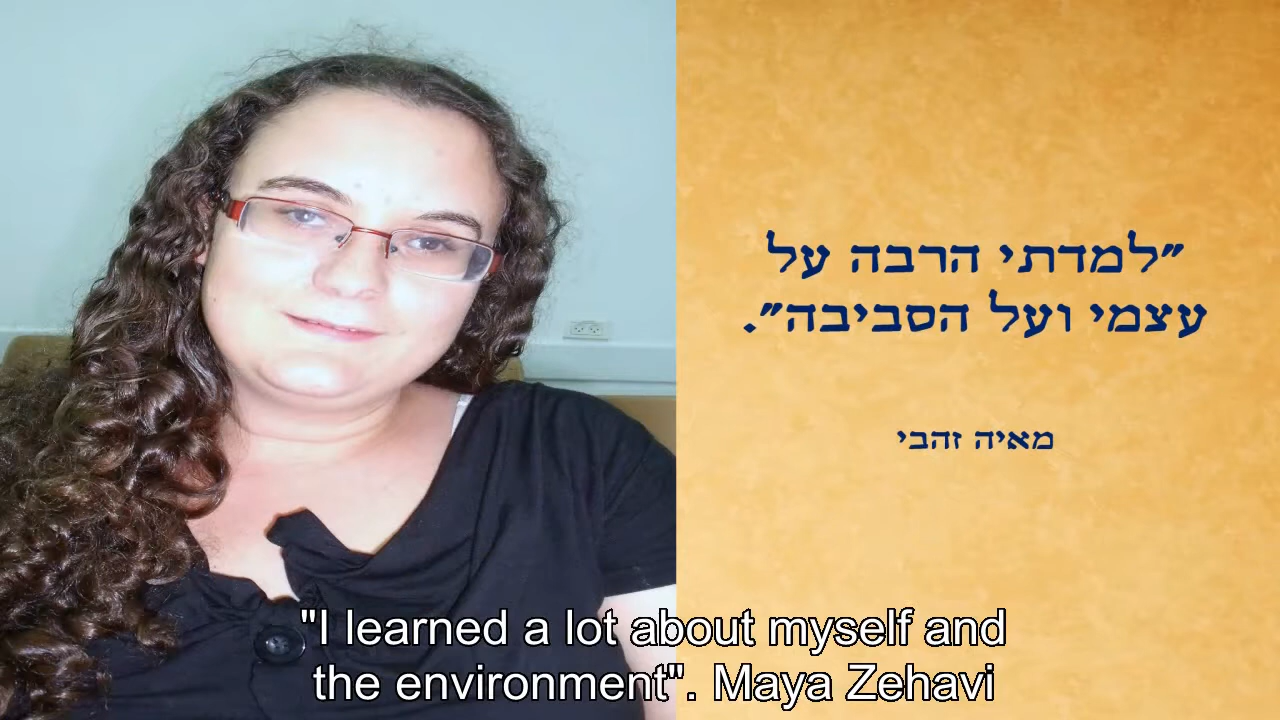 "למדתי הרבה על
עצמי ועל הסביבה".
מאיה זהבי
"I learned a lot about myself and
the environment". Maya Zehavi